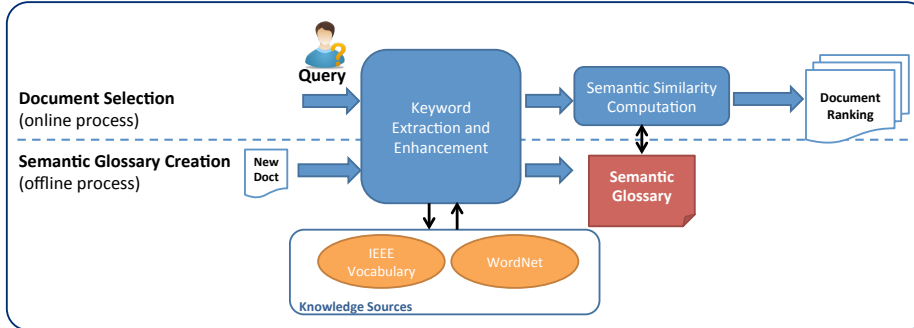 Query
Document Selection
(online process)
Keyword
Extraction and
Enhancement
Semantic Similarity
Computation
Document
Ranking
Semantic Glossary Creation
(offline process)
New
Doct
Semantic
Glossary
IEEE
Vocabulary
WordNet
Knowledge Sources